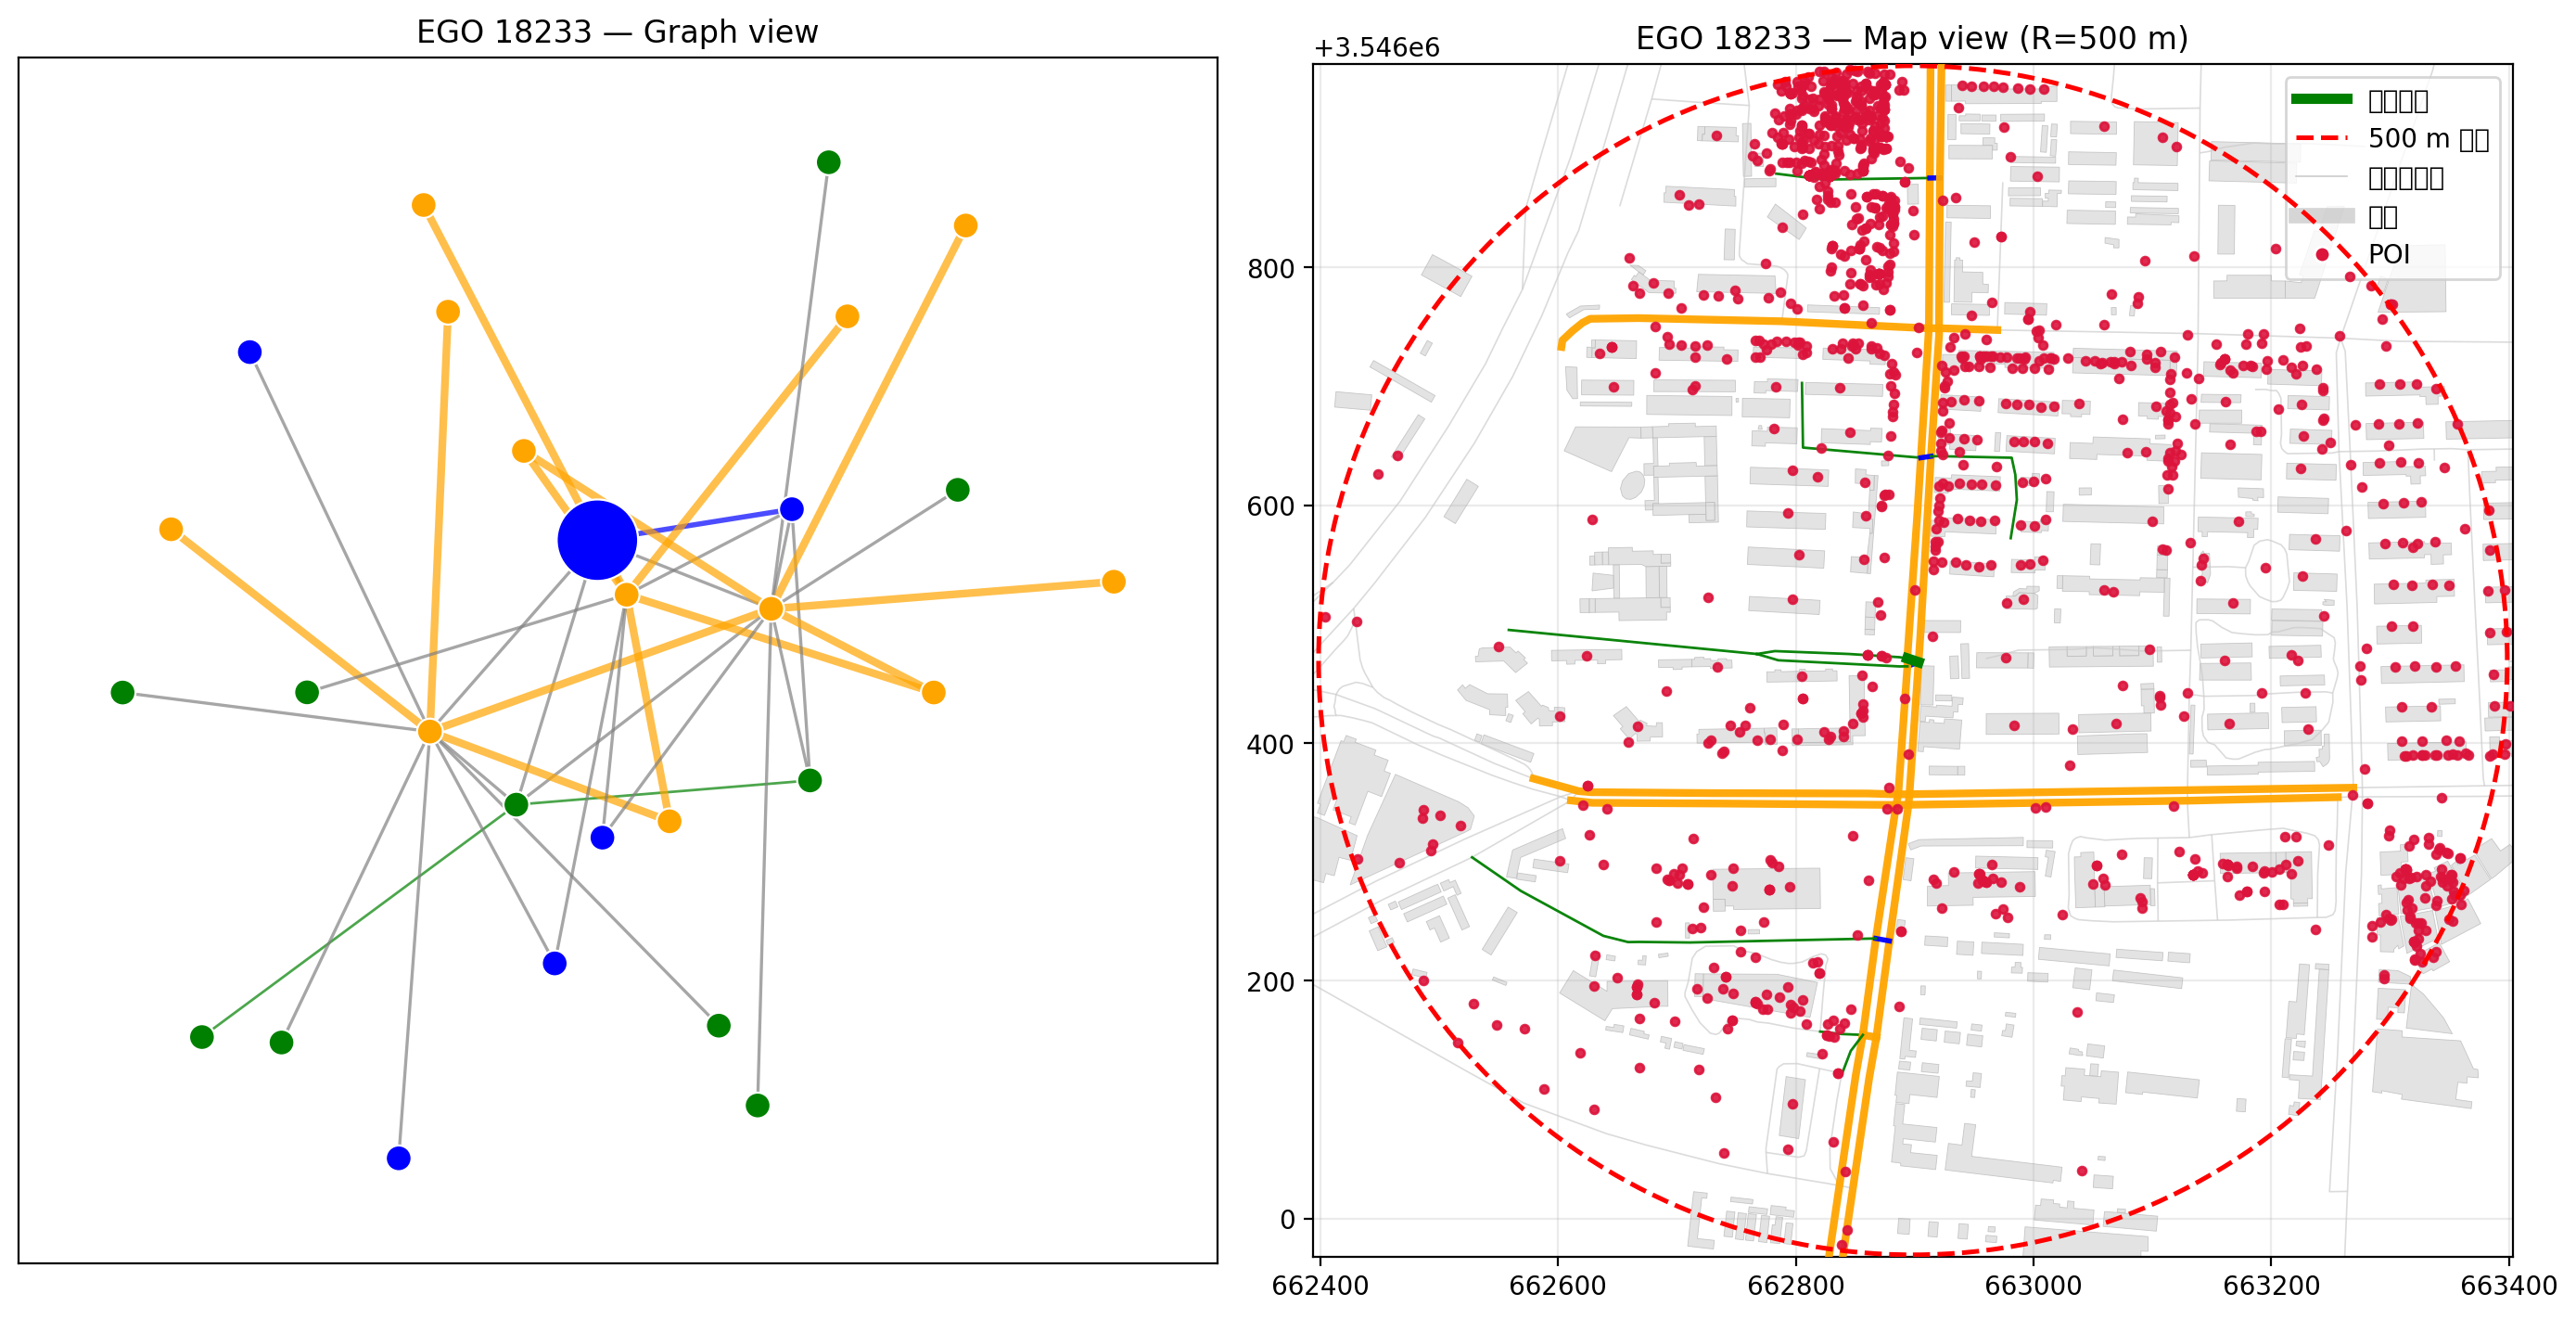 EGO 18233 — Graph view
EGO 18233 — Map view (R=500 m)
+3.546e6
500 m
POI
800
600
400
200
0
662400
662600
662800
663000
663200
663400